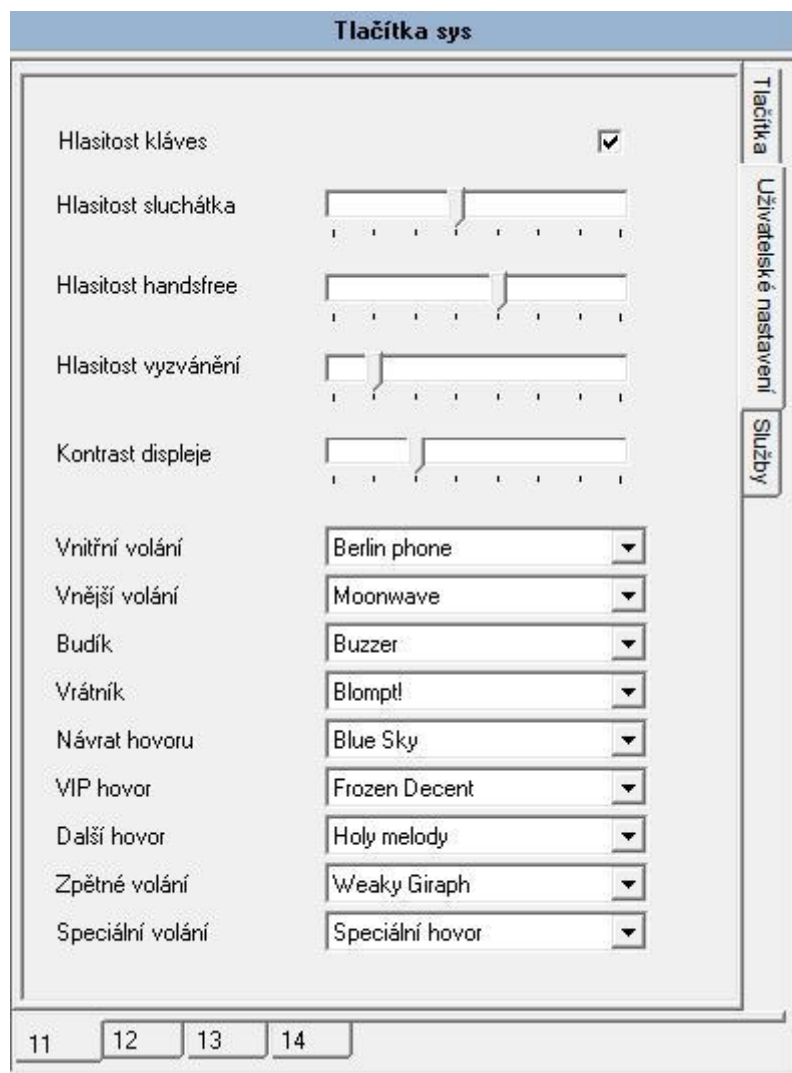 Tlačítka sys
Tlačítka
Uživatelské nastavení
Služby
Hlasitost kláves
Hlasitost sluchátka
Hlasitost handsfree
Hlasitost vyzvánění
Kontrast displeje
Vnitřní volání Berlin phone
Vnější volání Moonwave
Budík Buzzer
Vrátník Blompt!
Návrat hovoru Blue Sky
VIP hovor Frozen Decent
Další hovor Holy melody
Zpětné volání Weaky Giraph
Speciální volání Speciální hovor
11 12 13 14